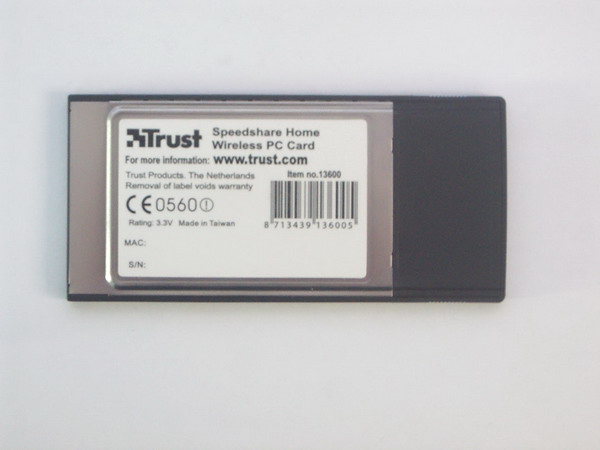 Trust Speedshare Home
Wireless PC Card
For more information: www.trust.com
Trust Products. The Netherlands
Removal of label voids warranty
Item no.13600
CE0560
Rating: 3.3V Made in Taiwan
8 713439 136005
MAC:
S/N: